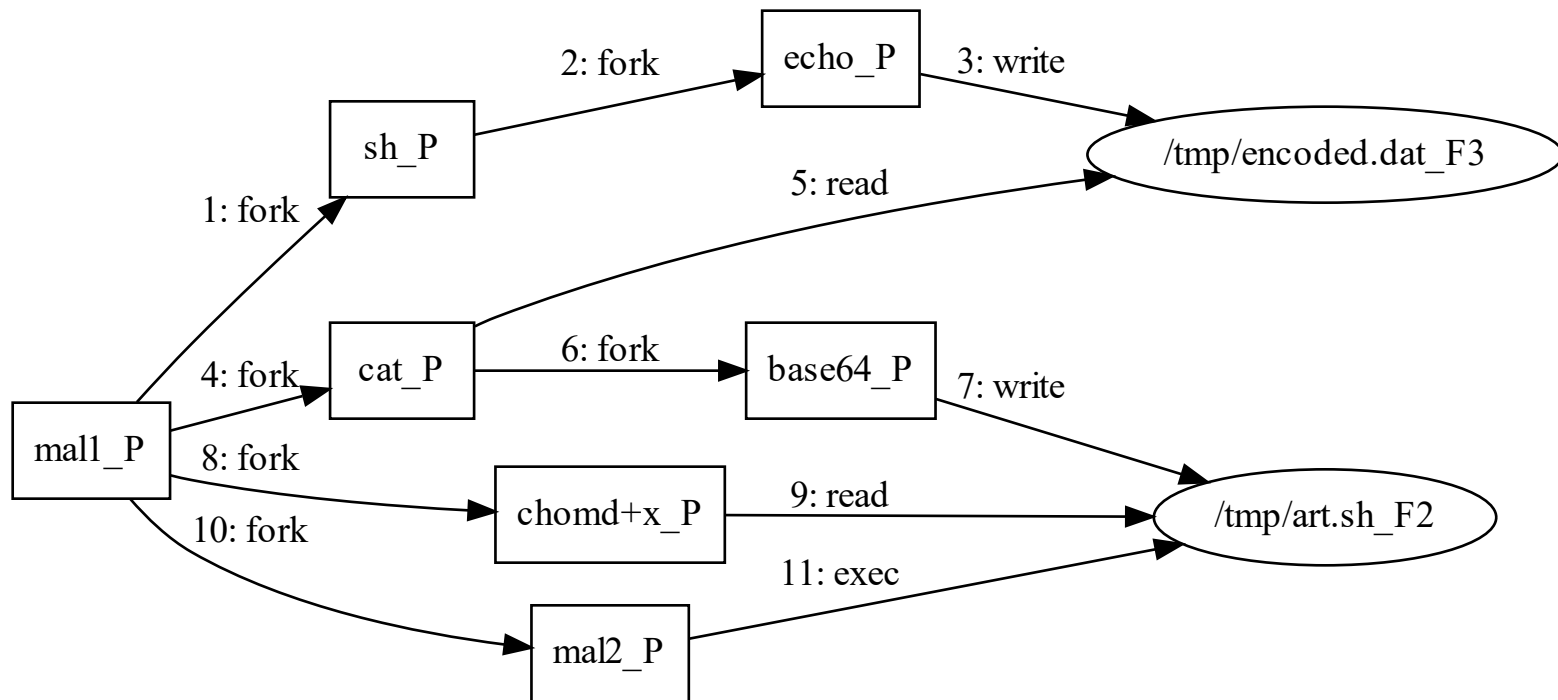 echo_P
2: fork
3: write
sh_P
/tmp/encoded.dat_F3
5: read
1: fork
cat_P
6: fork
base64_P
4: fork
7: write
mal1_P
8: fork
chomd+x_P
9: read
/tmp/art.sh_F2
10: fork
11: exec
mal2_P